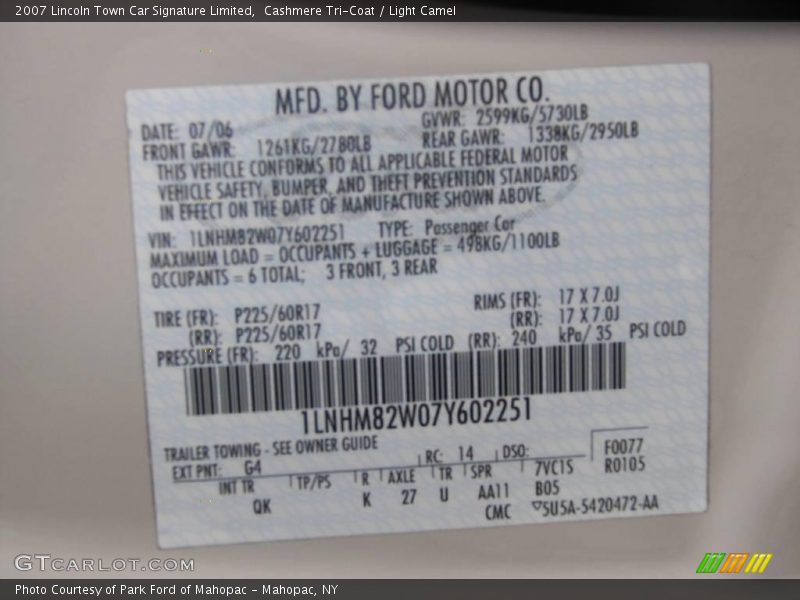 2007 Lincoln Town Car Signature Limited,  Cashmere Tri-Coat / Light Camel
MFD. BY FORD MOTOR CO.
DATE: 07/06 GVWR: 2599KG/5730LB
FRONT GAWR: 1261KG/2780LB REAR GAWR: 1338KG/2950LB
THIS VEHICLE CONFORMS TO ALL APPLICABLE FEDERAL MOTOR
VEHICLE SAFETY, BUMPER, AND THEFT PREVENTION STANDARDS
IN EFFECT ON THE DATE OF MANUFACTURE SHOWN ABOVE.
VIN: 1LNHM82W07Y602251 TYPE: Passenger Car
MAXIMUM LOAD = OCCUPANTS + LUGGAGE = 498KG/1100LB
OCCUPANTS = 6 TOTAL; 3 FRONT, 3 REAR
TIRE (FR): P225/60R17 RIMS (FR): 17 X 7.0J
(RR): P225/60R17 (RR): 17 X 7.0J
PRESSURE (FR): 220 kPa/ 32 PSI COLD (RR): 240 kPa/ 35 PSI COLD
1LNHM82W07Y602251
TRAILER TOWING - SEE OWNER GUIDE
EXT PNT: G4 RC: 14 DSO: F0077
INT TR TP/PS R AXLE TR SPR 7VC1S R0105
QK K 27 U AA11 B05
CMC 5U5A-5420472-AA
GTCARLOT.COM
Photo Courtesy of Park Ford of Mahopac - Mahopac, NY